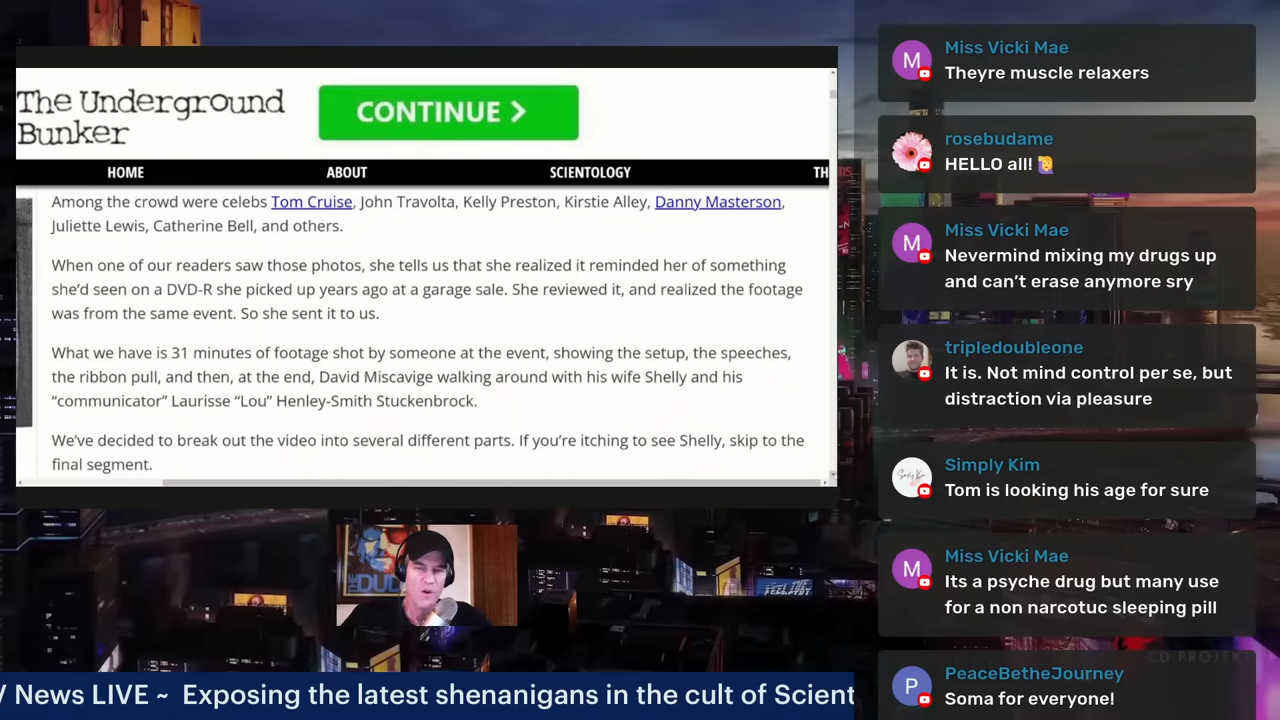 The Underground
Bunker
CONTINUE >
HOME
ABOUT
SCIENTOLOGY
TH
Among the crowd were celebs Tom Cruise, John Travolta, Kelly Preston, Kirstie Alley, Danny Masterson,
Juliette Lewis, Catherine Bell, and others.
When one of our readers saw those photos, she tells us that she realized it reminded her of something
she’d seen on a DVD-R she picked up years ago at a garage sale. She reviewed it, and realized the footage
was from the same event. So she sent it to us.
What we have is 31 minutes of footage shot by someone at the event, showing the setup, the speeches,
the ribbon pull, and then, at the end, David Miscavige walking around with his wife Shelly and his
“communicator” Laurisse “Lou” Henley-Smith Stuckenbrock.
We’ve decided to break out the video into several different parts. If you’re itching to see Shelly, skip to the
final segment.
/ News LIVE ~ Exposing the latest shenanigans in the cult of Scient
M
Miss Vicki Mae
Theyre muscle relaxers
rosebudame
HELLO all! 🙋
M
Miss Vicki Mae
Nevermind mixing my drugs up
and can’t erase anymore sry
tripledoubleone
It is. Not mind control per se, but
distraction via pleasure
Simply Kim
Tom is looking his age for sure
M
Miss Vicki Mae
Its a psyche drug but many use
for a non narcotuc sleeping pill
CD PROJEKT
P
PeaceBetheJourney
Soma for everyone!